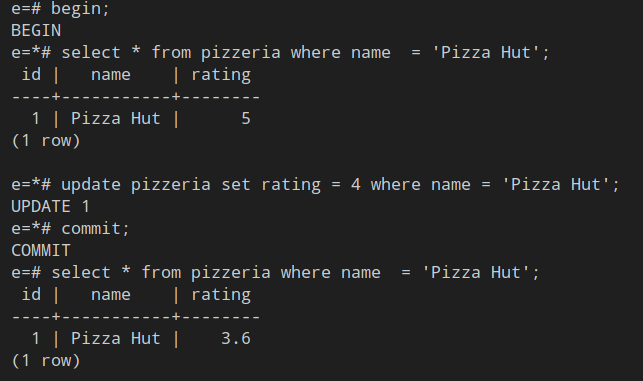 e=# begin;
BEGIN
e=*# select * from pizzeria where name  = 'Pizza Hut';
 id |   name    | rating
----+-----------+--------
  1 | Pizza Hut |      5
(1 row)

e=*# update pizzeria set rating = 4 where name = 'Pizza Hut';
UPDATE 1
e=*# commit;
COMMIT
e=# select * from pizzeria where name  = 'Pizza Hut';
 id |   name    | rating
----+-----------+--------
  1 | Pizza Hut |    3.6
(1 row)